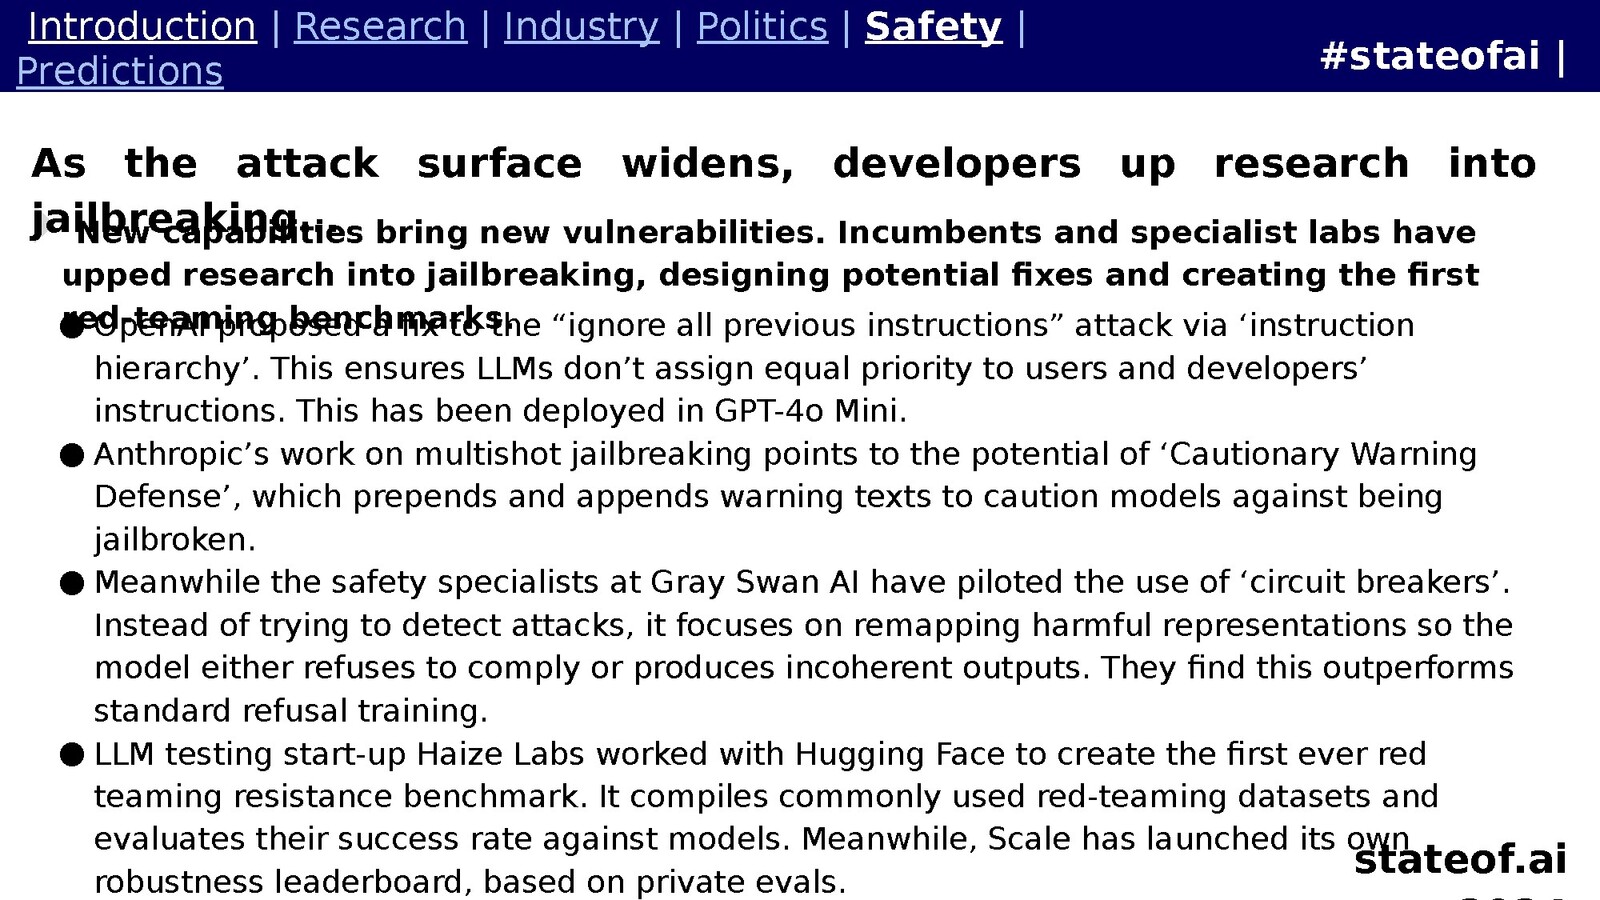 Introduction | Research | Industry | Politics | Safety |
Predictions
#stateofai |
As the attack surface widens, developers up research into
jailbreaking...
New capabilities bring new vulnerabilities. Incumbents and specialist labs have
upped research into jailbreaking, designing potential fixes and creating the first
red-teaming benchmarks.
● OpenAI proposed a fix to the “ignore all previous instructions” attack via ‘instruction
hierarchy’. This ensures LLMs don’t assign equal priority to users and developers’
instructions. This has been deployed in GPT-4o Mini.
● Anthropic’s work on multishot jailbreaking points to the potential of ‘Cautionary Warning
Defense’, which prepends and appends warning texts to caution models against being
jailbroken.
● Meanwhile the safety specialists at Gray Swan AI have piloted the use of ‘circuit breakers’.
Instead of trying to detect attacks, it focuses on remapping harmful representations so the
model either refuses to comply or produces incoherent outputs. They find this outperforms
standard refusal training.
● LLM testing start-up Haize Labs worked with Hugging Face to create the first ever red
teaming resistance benchmark. It compiles commonly used red-teaming datasets and
evaluates their success rate against models. Meanwhile, Scale has launched its own
robustness leaderboard, based on private evals.
stateof.ai